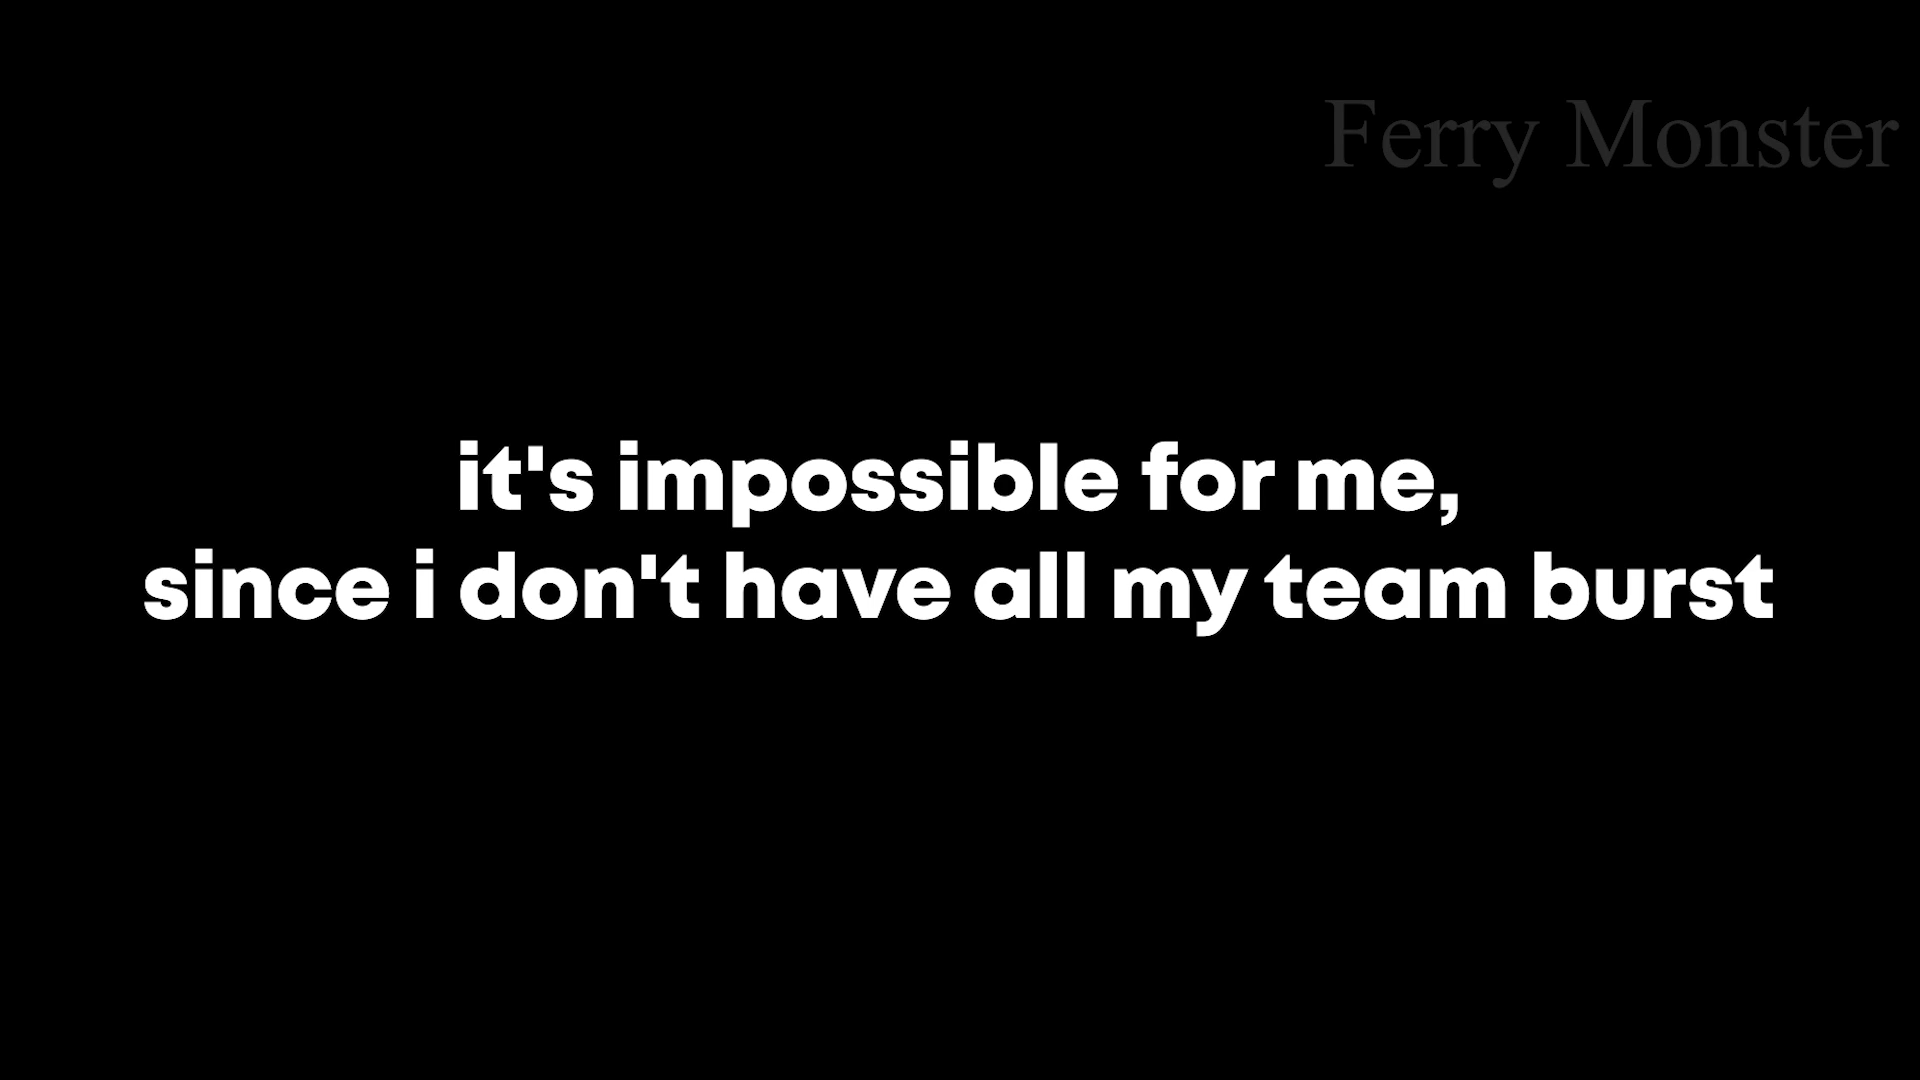 Ferry Monster
it's impossible for me,
since i don't have all my team burst